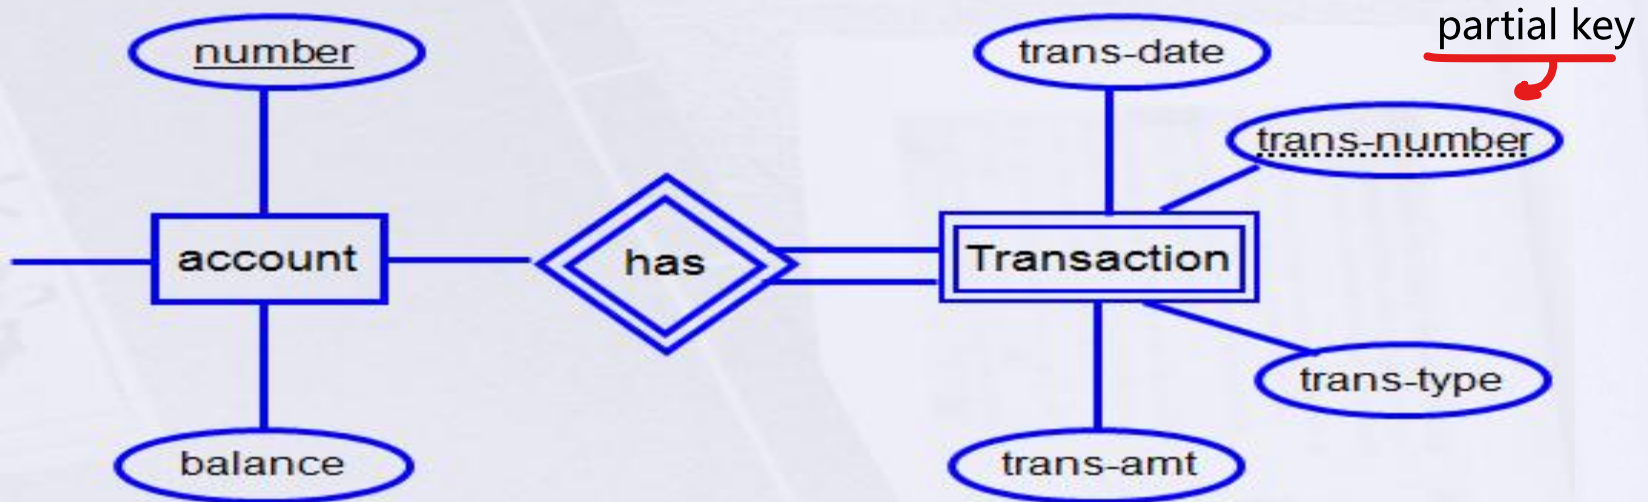 partial key
number
trans-date
trans-number
account
has
Transaction
trans-type
balance
trans-amt